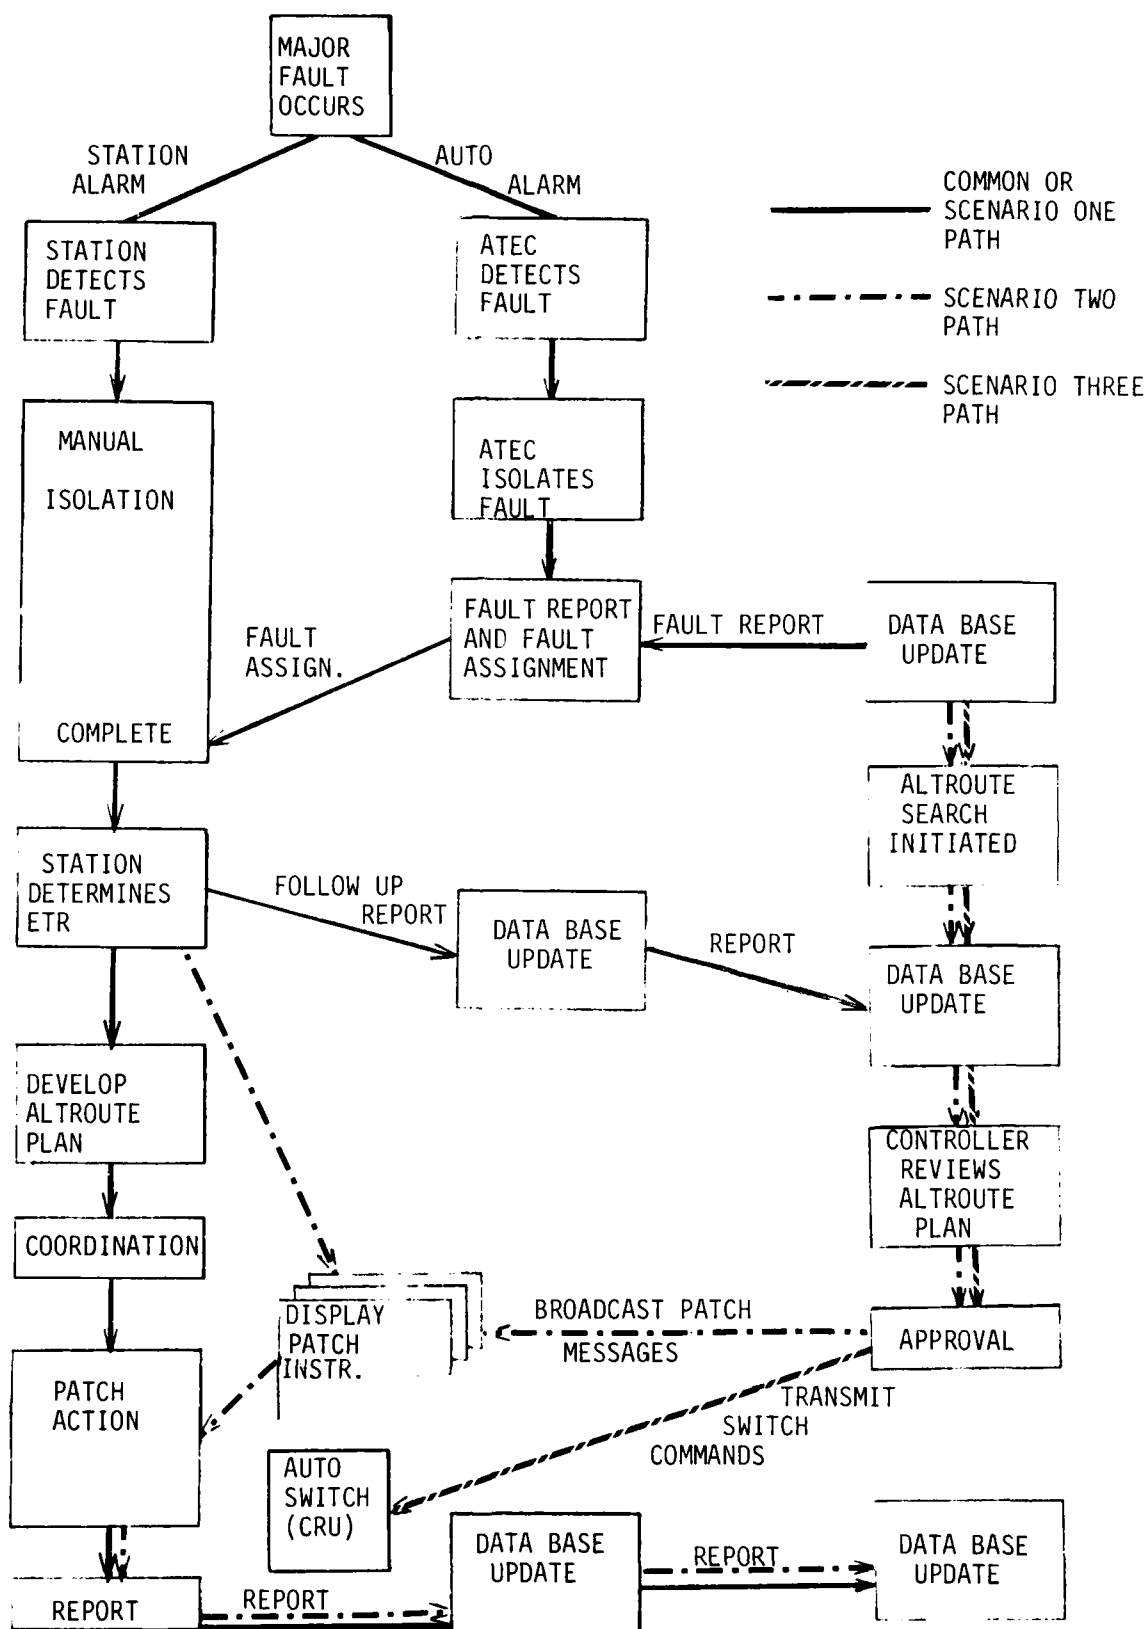 MAJOR
FAULT
OCCURS
STATION
ALARM
AUTO
ALARM
COMMON OR
SCENARIO ONE
PATH
SCENARIO TWO
PATH
SCENARIO THREE
PATH
STATION
DETECTS
FAULT
ATEC
DETECTS
FAULT
MANUAL
ISOLATION
COMPLETE
ATEC
ISOLATES
FAULT
FAULT REPORT
AND FAULT
ASSIGNMENT
FAULT REPORT
DATA BASE
UPDATE
FAULT
ASSIGN.
ALTROUTE
SEARCH
INITIATED
STATION
DETERMINES
ETR
FOLLOW UP
REPORT
DATA BASE
UPDATE
REPORT
DATA BASE
UPDATE
DEVELOP
ALTROUTE
PLAN
CONTROLLER
REVIEWS
ALTROUTE
PLAN
COORDINATION
DISPLAY
PATCH
INSTR.
BROADCAST PATCH
MESSAGES
APPROVAL
PATCH
ACTION
TRANSMIT
SWITCH
COMMANDS
AUTO
SWITCH
(CRU)
REPORT
REPORT
DATA BASE
UPDATE
REPORT
DATA BASE
UPDATE